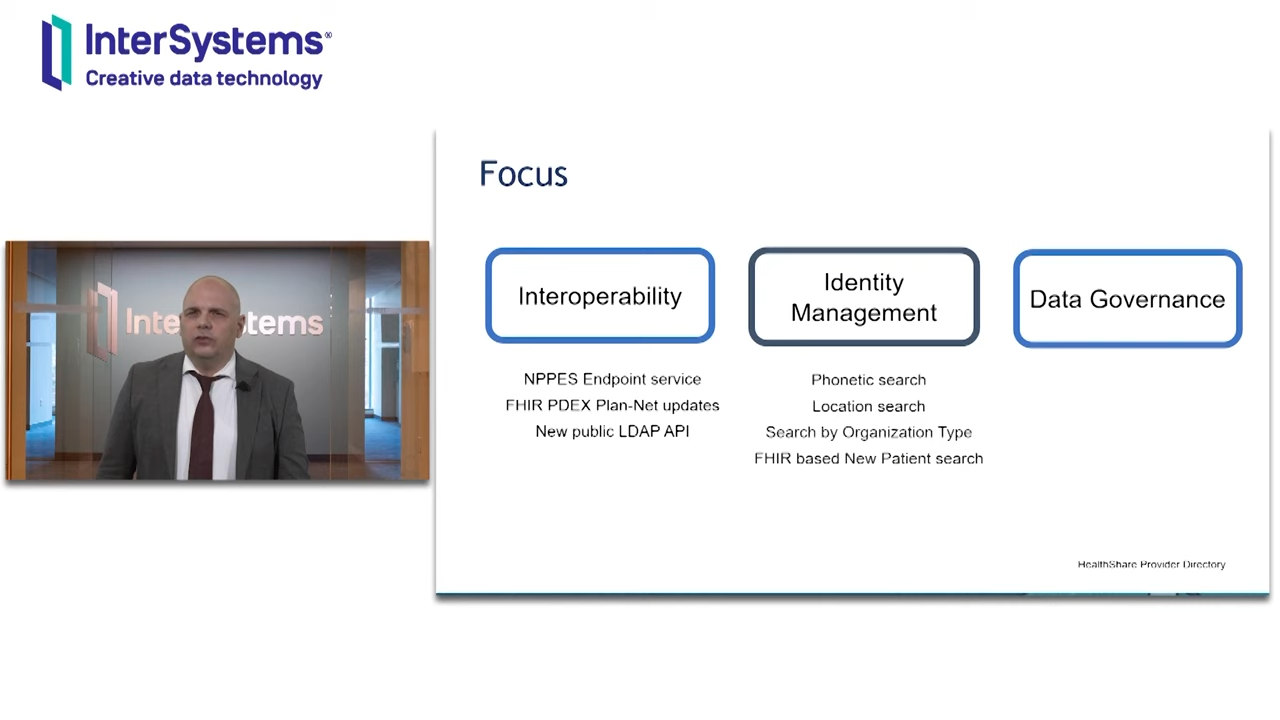 InterSystems®
Creative data technology
Focus
Interoperability
NPPES Endpoint service
FHIR PDEX Plan-Net updates
New public LDAP API
Identity
Management
Phonetic search
Location search
Search by Organization Type
FHIR based New Patient search
Data Governance
HealthShare Provider Directory